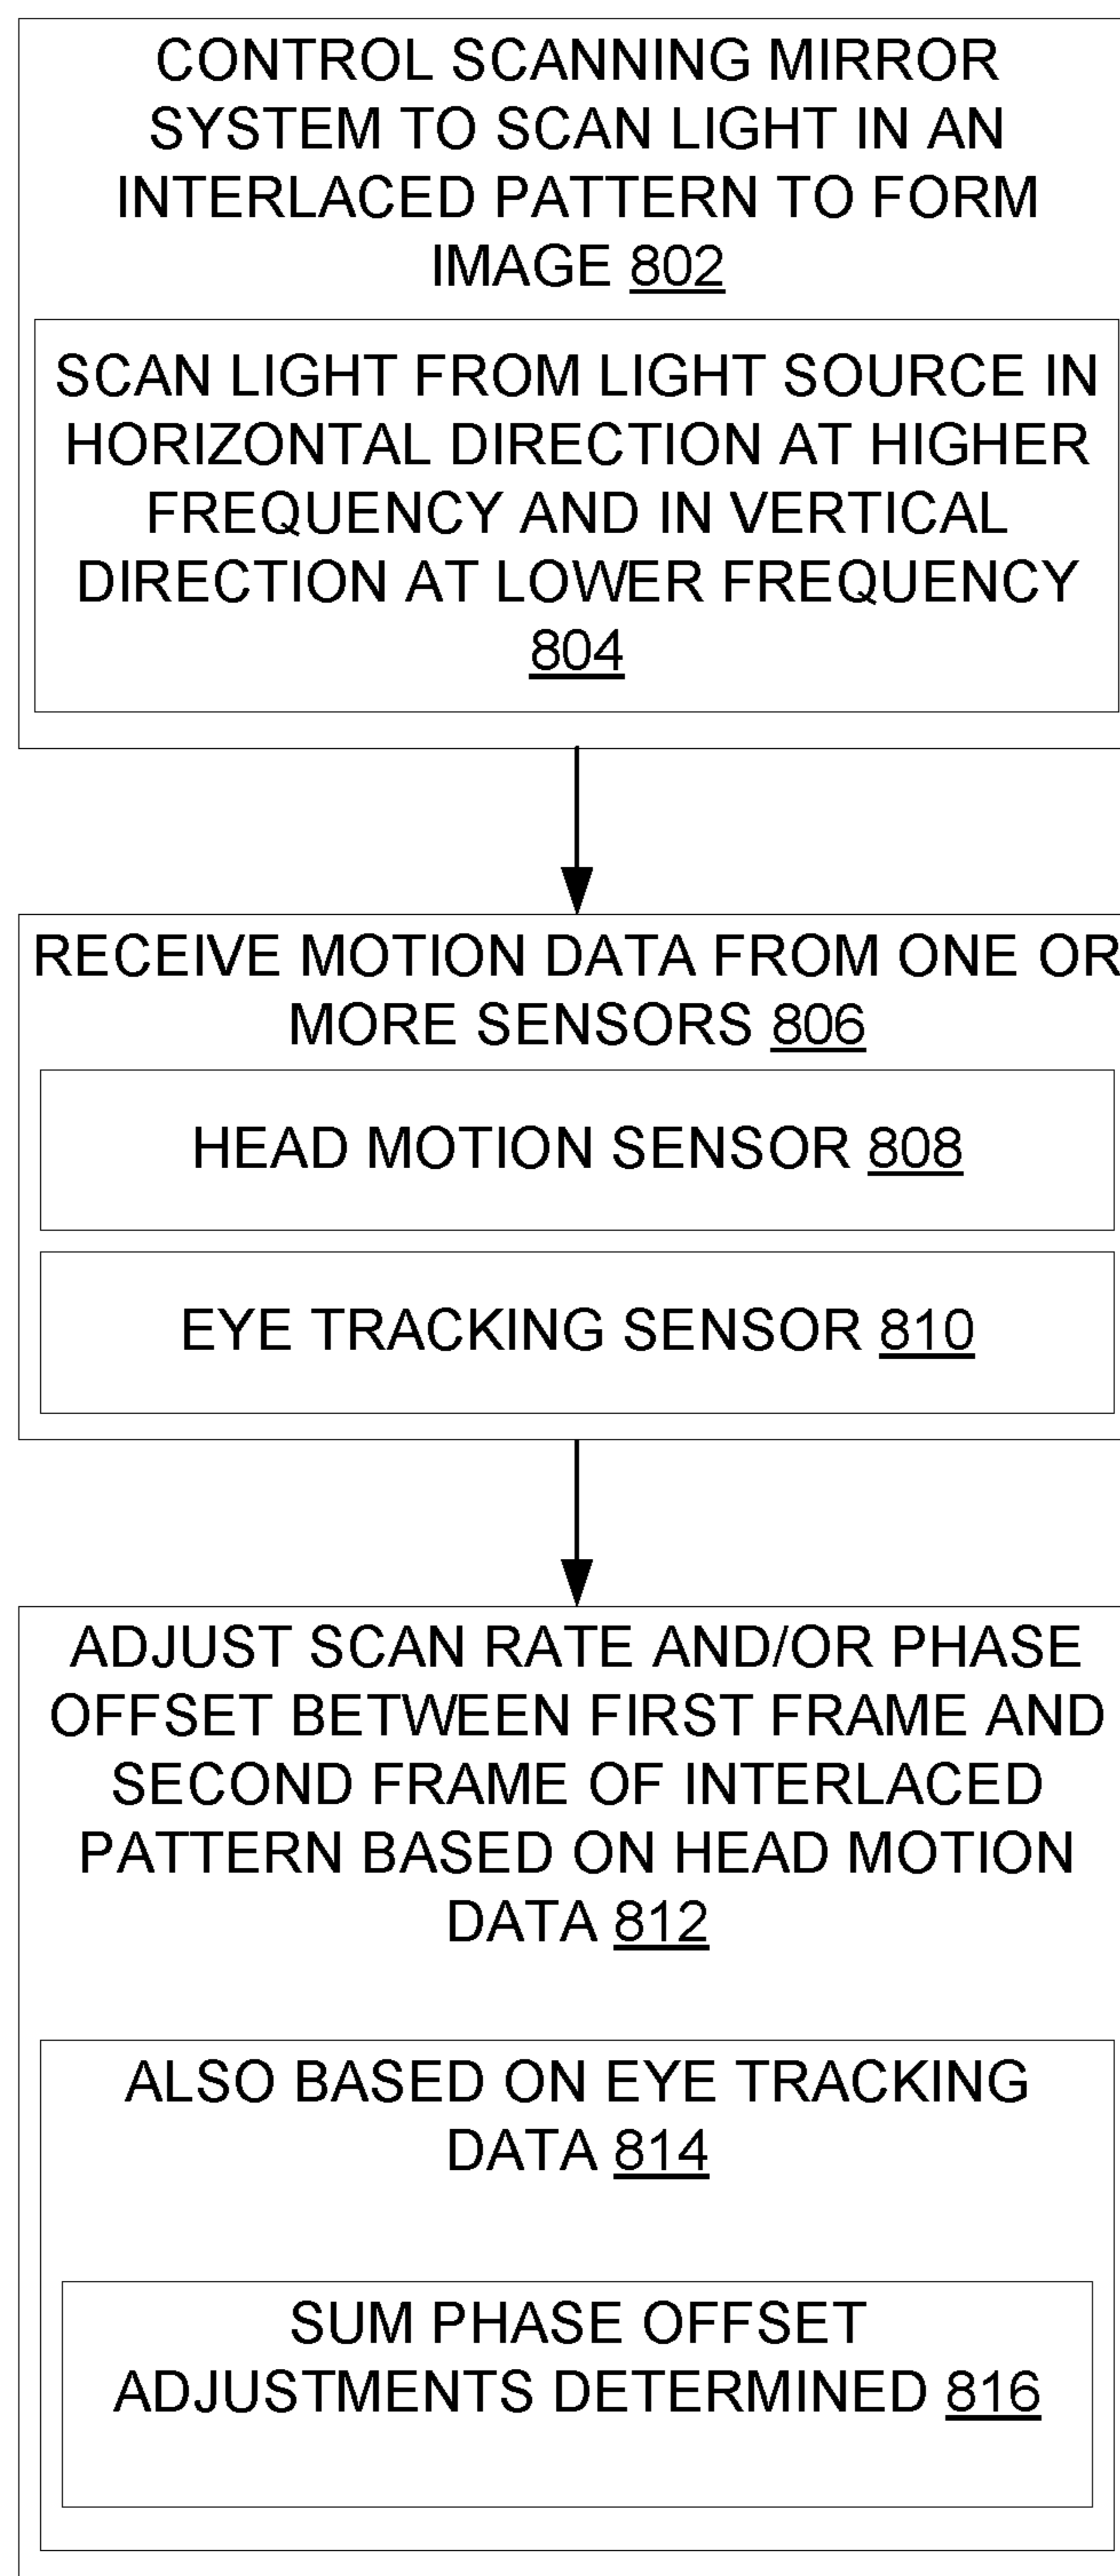 CONTROL SCANNING MIRROR
SYSTEM TO SCAN LIGHT IN AN
INTERLACED PATTERN TO FORM
IMAGE 802
SCAN LIGHT FROM LIGHT SOURCE IN
HORIZONTAL DIRECTION AT HIGHER
FREQUENCY AND IN VERTICAL
DIRECTION AT LOWER FREQUENCY
804
RECEIVE MOTION DATA FROM ONE OR
MORE SENSORS 806
HEAD MOTION SENSOR 808
EYE TRACKING SENSOR 810
ADJUST SCAN RATE AND/OR PHASE
OFFSET BETWEEN FIRST FRAME AND
SECOND FRAME OF INTERLACED
PATTERN BASED ON HEAD MOTION
DATA 812
ALSO BASED ON EYE TRACKING
DATA 814
SUM PHASE OFFSET
ADJUSTMENTS DETERMINED 816